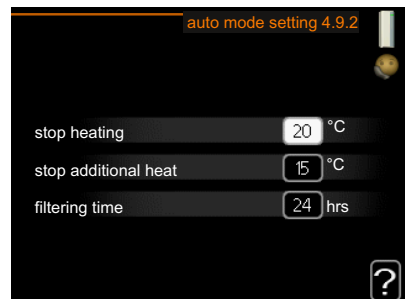 auto mode setting 4.9.2
stop heating 20 °C
stop additional heat 15 °C
filtering time 24 hrs
?